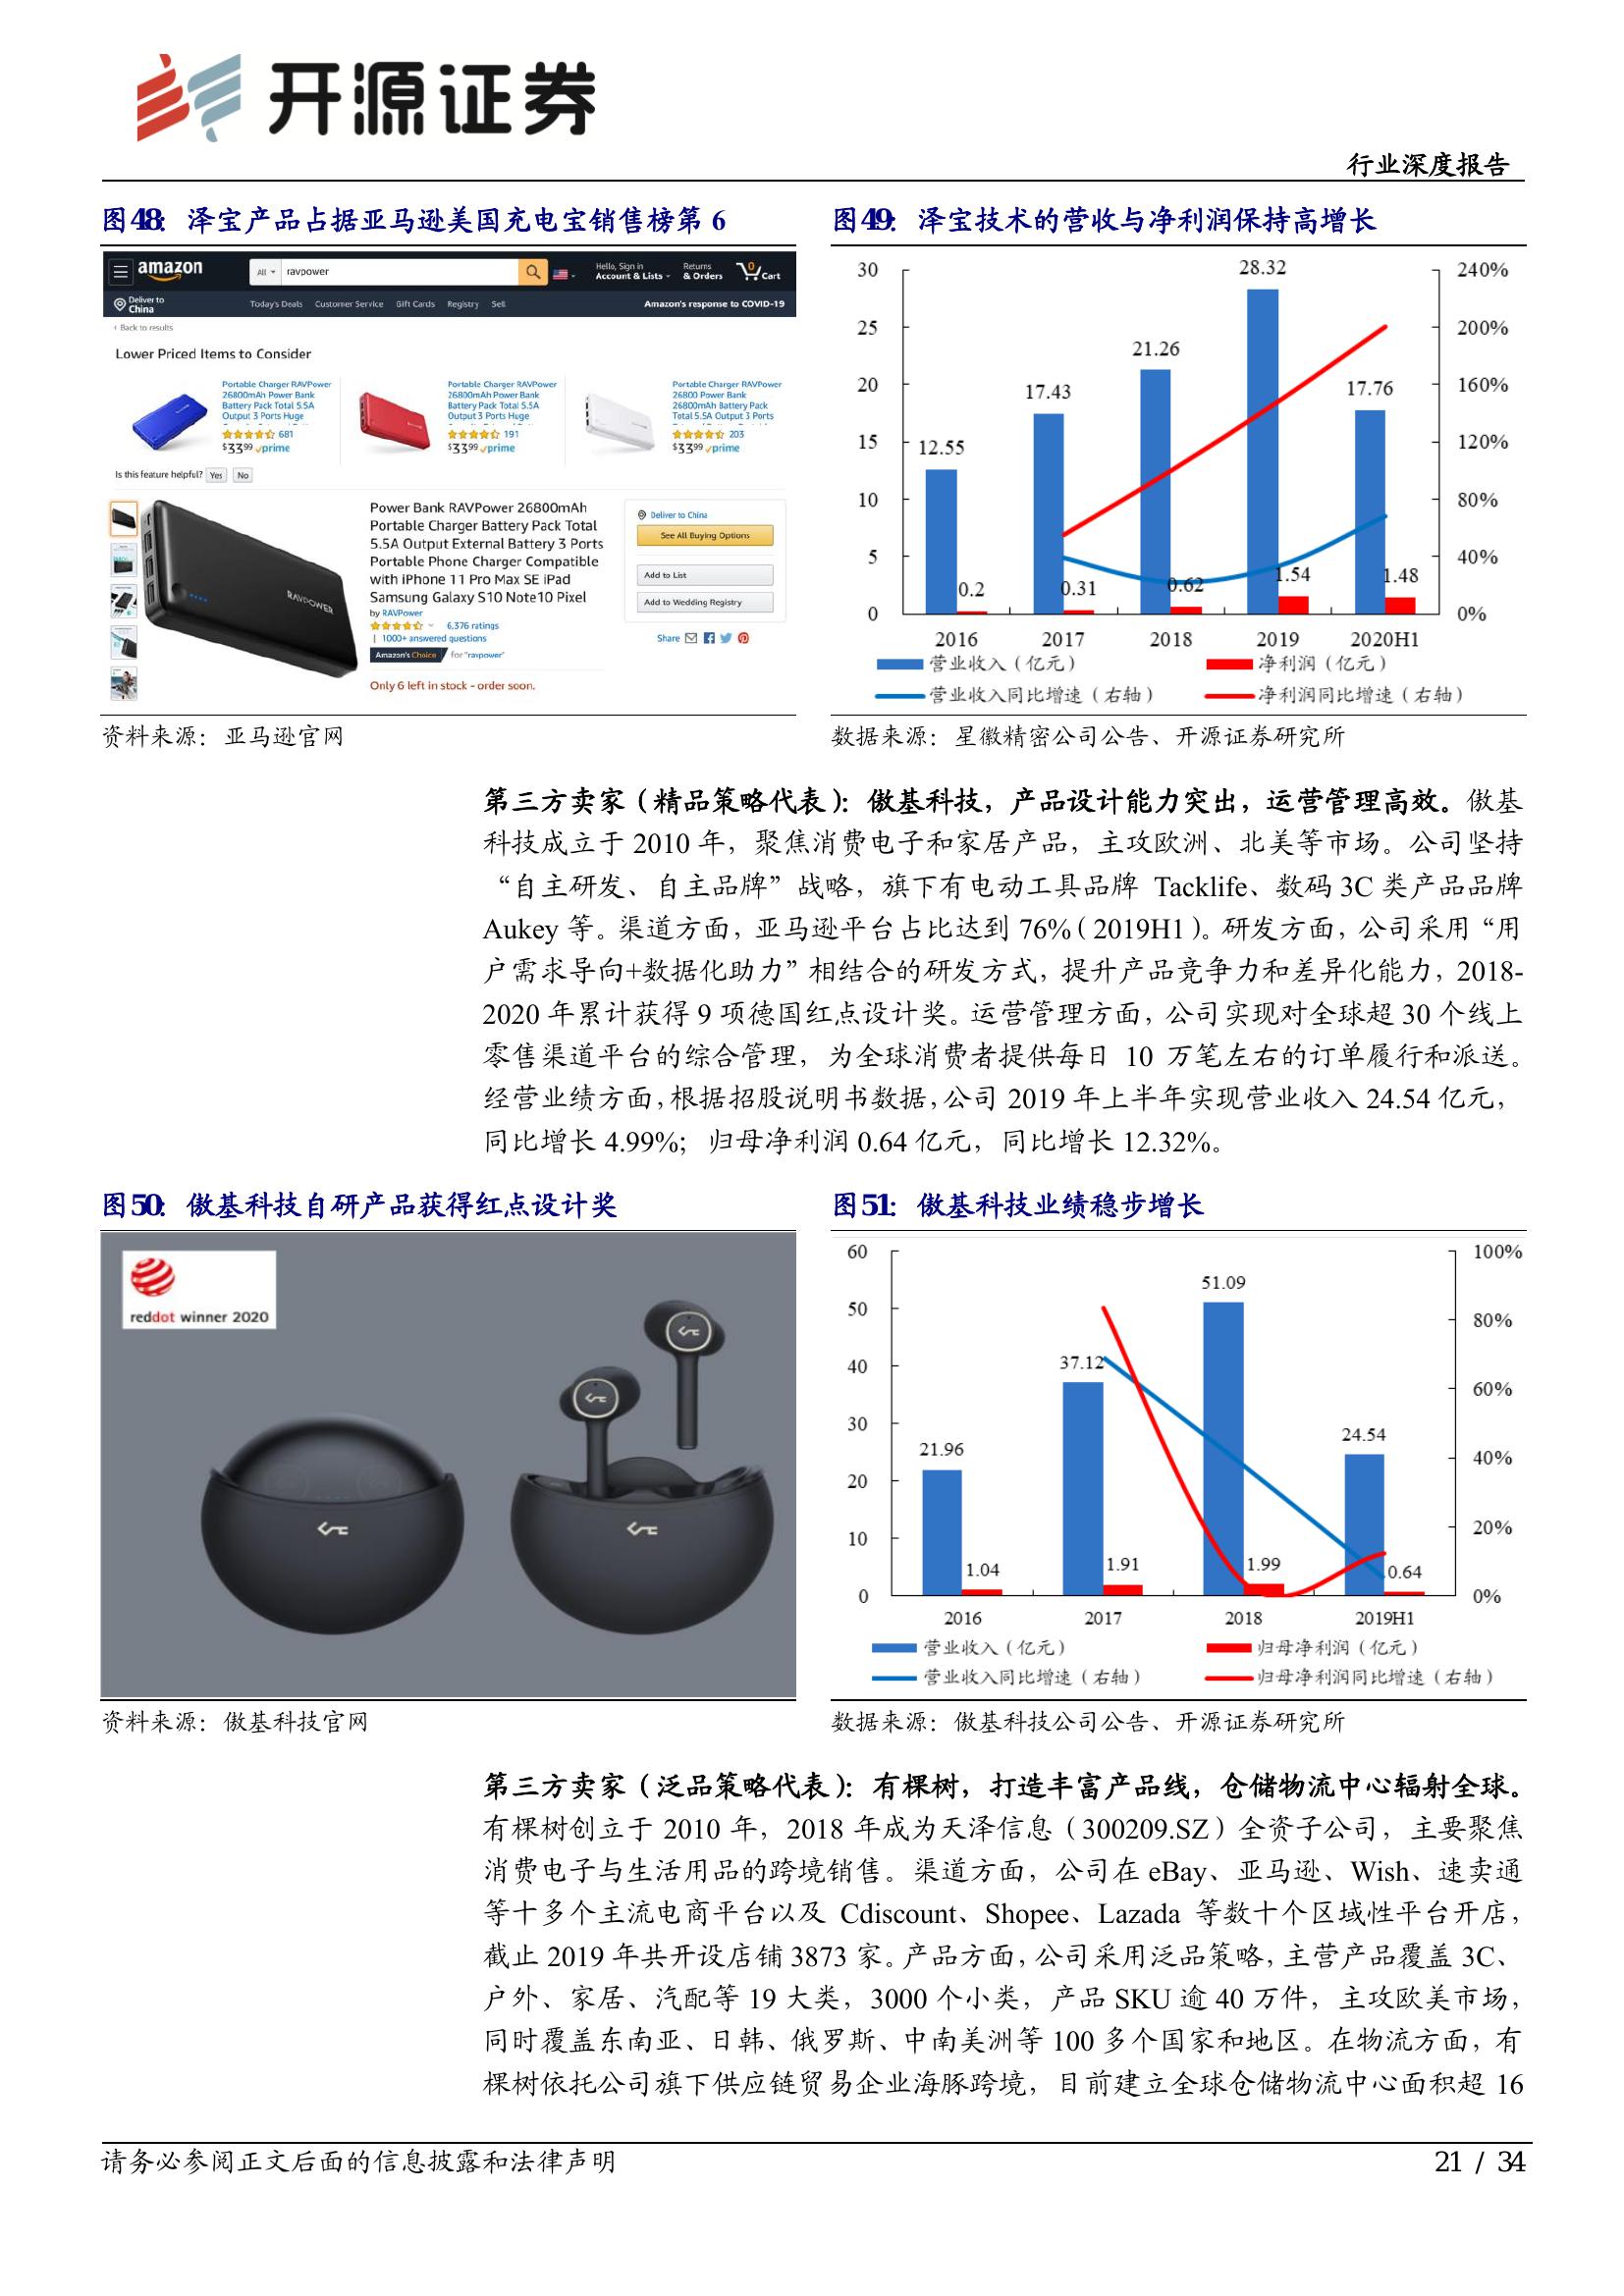 开源证券
行业深度报告
图48：泽宝产品占据亚马逊美国充电宝销售榜第 6
amazon
All
ravpower
Hello, Sign in
Account & Lists
Returns
& Orders
0
Cart
Deliver to
China
Today's Deals Customer Service Gift Cards Registry Sell
Amazon's response to COVID-19
‹ Back to results
Lower Priced Items to Consider
Portable Charger RAVPower
26800mAh Power Bank
Battery Pack Total 5.5A
Output 3 Ports Huge
681
$33.99 prime
Portable Charger RAVPower
26800mAh Power Bank
Battery Pack Total 5.5A
Output 3 Ports Huge
191
$33.99 prime
Portable Charger RAVPower
26800 Power Bank
26800mAh Battery Pack
Total 5.5A Output 3 Ports
203
$33.99 prime
Is this feature helpful? Yes No
RAVPOWER
Power Bank RAVPower 26800mAh
Portable Charger Battery Pack Total
5.5A Output External Battery 3 Ports
Portable Phone Charger Compatible
with iPhone 11 Pro Max SE iPad
Samsung Galaxy S10 Note10 Pixel
by RAVPower
6,376 ratings
| 1000+ answered questions
Amazon's Choice for "ravpower"
Only 6 left in stock - order soon.
Deliver to China
See All Buying Options
Add to List
Add to Wedding Registry
Share
资料来源：亚马逊官网
图49：泽宝技术的营收与净利润保持高增长
30
25
20
15
10
5
0
240%
200%
160%
120%
80%
40%
0%
12.55
17.43
21.26
28.32
17.76
0.2
0.31
0.62
1.54
1.48
2016 2017 2018 2019 2020H1
营业收入（亿元） 净利润（亿元）
营业收入同比增速（右轴） 净利润同比增速（右轴）
数据来源：星徽精密公司公告、开源证券研究所
第三方卖家（精品策略代表）：傲基科技，产品设计能力突出，运营管理高效。傲基
科技成立于 2010 年，聚焦消费电子和家居产品，主攻欧洲、北美等市场。公司坚持
“自主研发、自主品牌”战略，旗下有电动工具品牌 Tacklife、数码 3C 类产品品牌
Aukey 等。渠道方面，亚马逊平台占比达到 76%（2019H1）。研发方面，公司采用“用
户需求导向+数据化助力”相结合的研发方式，提升产品竞争力和差异化能力，2018-
2020 年累计获得 9 项德国红点设计奖。运营管理方面，公司实现对全球超 30 个线上
零售渠道平台的综合管理，为全球消费者提供每日 10 万笔左右的订单履行和派送。
经营业绩方面，根据招股说明书数据，公司 2019 年上半年实现营业收入 24.54 亿元，
同比增长 4.99%；归母净利润 0.64 亿元，同比增长 12.32%。
图50：傲基科技自研产品获得红点设计奖
reddot winner 2020
资料来源：傲基科技官网
图51：傲基科技业绩稳步增长
60
50
40
30
20
10
0
100%
80%
60%
40%
20%
0%
21.96
37.12
51.09
24.54
1.04
1.91
1.99
0.64
2016 2017 2018 2019H1
营业收入（亿元） 归母净利润（亿元）
营业收入同比增速（右轴） 归母净利润同比增速（右轴）
数据来源：傲基科技公司公告、开源证券研究所
第三方卖家（泛品策略代表）：有棵树，打造丰富产品线，仓储物流中心辐射全球。
有棵树创立于 2010 年，2018 年成为天泽信息（300209.SZ）全资子公司，主要聚焦
消费电子与生活用品的跨境销售。渠道方面，公司在 eBay、亚马逊、Wish、速卖通
等十多个主流电商平台以及 Cdiscount、Shopee、Lazada 等数十个区域性平台开店，
截止 2019 年共开设店铺 3873 家。产品方面，公司采用泛品策略，主营产品覆盖 3C、
户外、家居、汽配等 19 大类，3000 个小类，产品 SKU 逾 40 万件，主攻欧美市场，
同时覆盖东南亚、日韩、俄罗斯、中南美洲等 100 多个国家和地区。在物流方面，有
棵树依托公司旗下供应链贸易企业海豚跨境，目前建立全球仓储物流中心面积超 16
请务必参阅正文后面的信息披露和法律声明
21 / 34